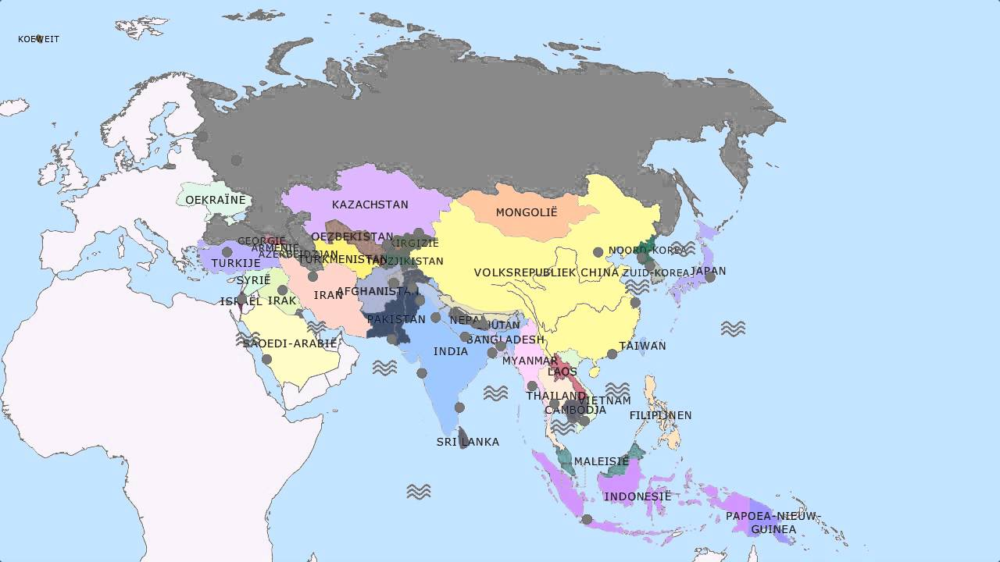 KOEWEIT
OEKRAÏNE
KAZACHSTAN
MONGOLIË
OEZBEKISTAN
GEORGIË
KIRGIZIË
ARMENIË
NOORD-KOREA
AZERBEIDZJAN
TURKMENISTAN
TADZJIKISTAN
TURKIJE
VOLKSREPUBLIEK CHINA
ZUID-KOREA
JAPAN
SYRIË
AFGHANISTAN
IRAN
ISRAËL
IRAK
PAKISTAN
NEPAL
BHUTAN
SAOEDI-ARABIË
BANGLADESH
TAIWAN
INDIA
MYANMAR
LAOS
THAILAND
VIETNAM
CAMBODJA
FILIPIJNEN
SRI LANKA
MALEISIË
INDONESIË
PAPOEA-NIEUW-
GUINEA